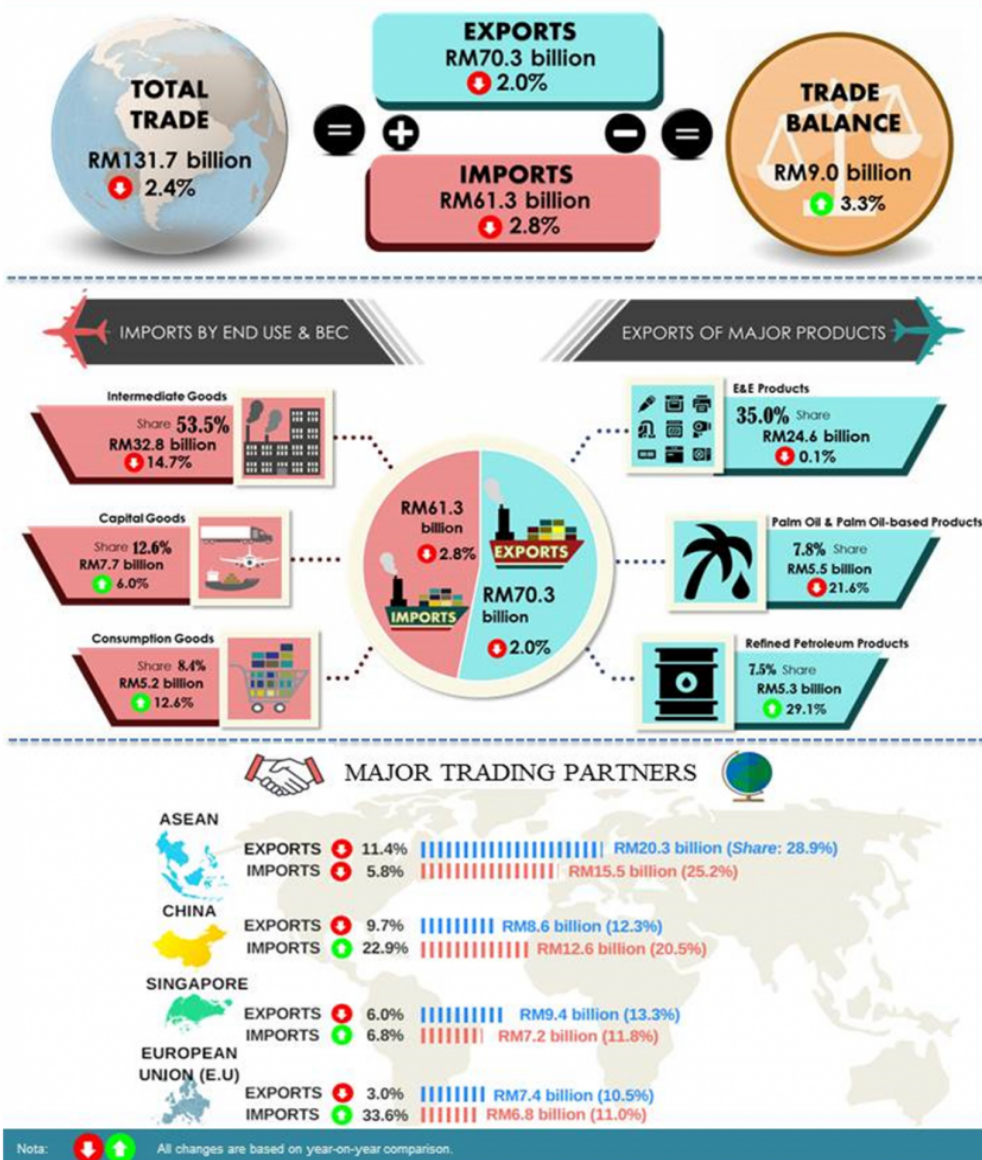 TOTAL
TRADE
RM131.7 billion
2.4%
=
+
EXPORTS
RM70.3 billion
2.0%
IMPORTS
RM61.3 billion
2.8%
-
=
TRADE
BALANCE
RM9.0 billion
3.3%
IMPORTS BY END USE & BEC
EXPORTS OF MAJOR PRODUCTS
Intermediate Goods
Share 53.5%
RM32.8 billion
14.7%
Capital Goods
Share 12.6%
RM7.7 billion
6.0%
Consumption Goods
Share 8.4%
RM5.2 billion
12.6%
RM61.3
billion
2.8%
IMPORTS
EXPORTS
RM70.3
billion
2.0%
E&E Products
35.0% Share
RM24.6 billion
0.1%
Palm Oil & Palm Oil-based Products
7.8% Share
RM5.5 billion
21.6%
Refined Petroleum Products
7.5% Share
RM5.3 billion
29.1%
MAJOR TRADING PARTNERS
ASEAN
EXPORTS 11.4% RM20.3 billion (Share: 28.9%)
IMPORTS 5.8% RM15.5 billion (25.2%)
CHINA
EXPORTS 9.7% RM8.6 billion (12.3%)
IMPORTS 22.9% RM12.6 billion (20.5%)
SINGAPORE
EXPORTS 6.0% RM9.4 billion (13.3%)
IMPORTS 6.8% RM7.2 billion (11.8%)
EUROPEAN
UNION (E.U)
EXPORTS 3.0% RM7.4 billion (10.5%)
IMPORTS 33.6% RM6.8 billion (11.0%)
Nota: All changes are based on year-on-year comparison.